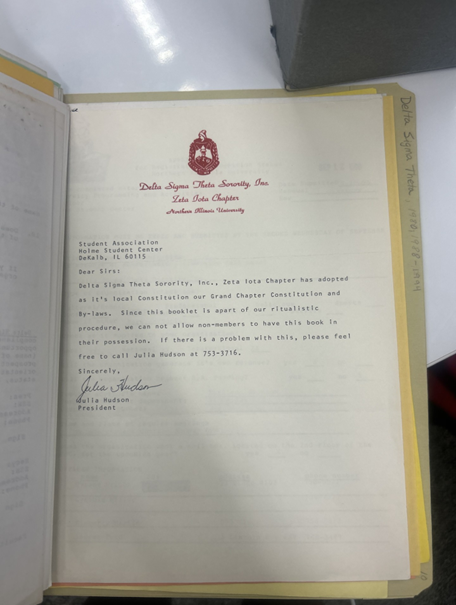 Delta Sigma Theta Sorority, Inc.
Zeta Iota Chapter
Northern Illinois University
Student Association
Holme Student Center
DeKalb, IL 60115
Dear Sirs:
Delta Sigma Theta Sorority, Inc., Zeta Iota Chapter has adopted
as it's local Constitution our Grand Chapter Constitution and
By-laws. Since this booklet is apart of our ritualistic
procedure, we can not allow non-members to have this book in
their possession. If there is a problem with this, please feel
free to call Julia Hudson at 753-3716.
Sincerely,
Julia Hudson
Julia Hudson
President
Delta Sigma Theta,